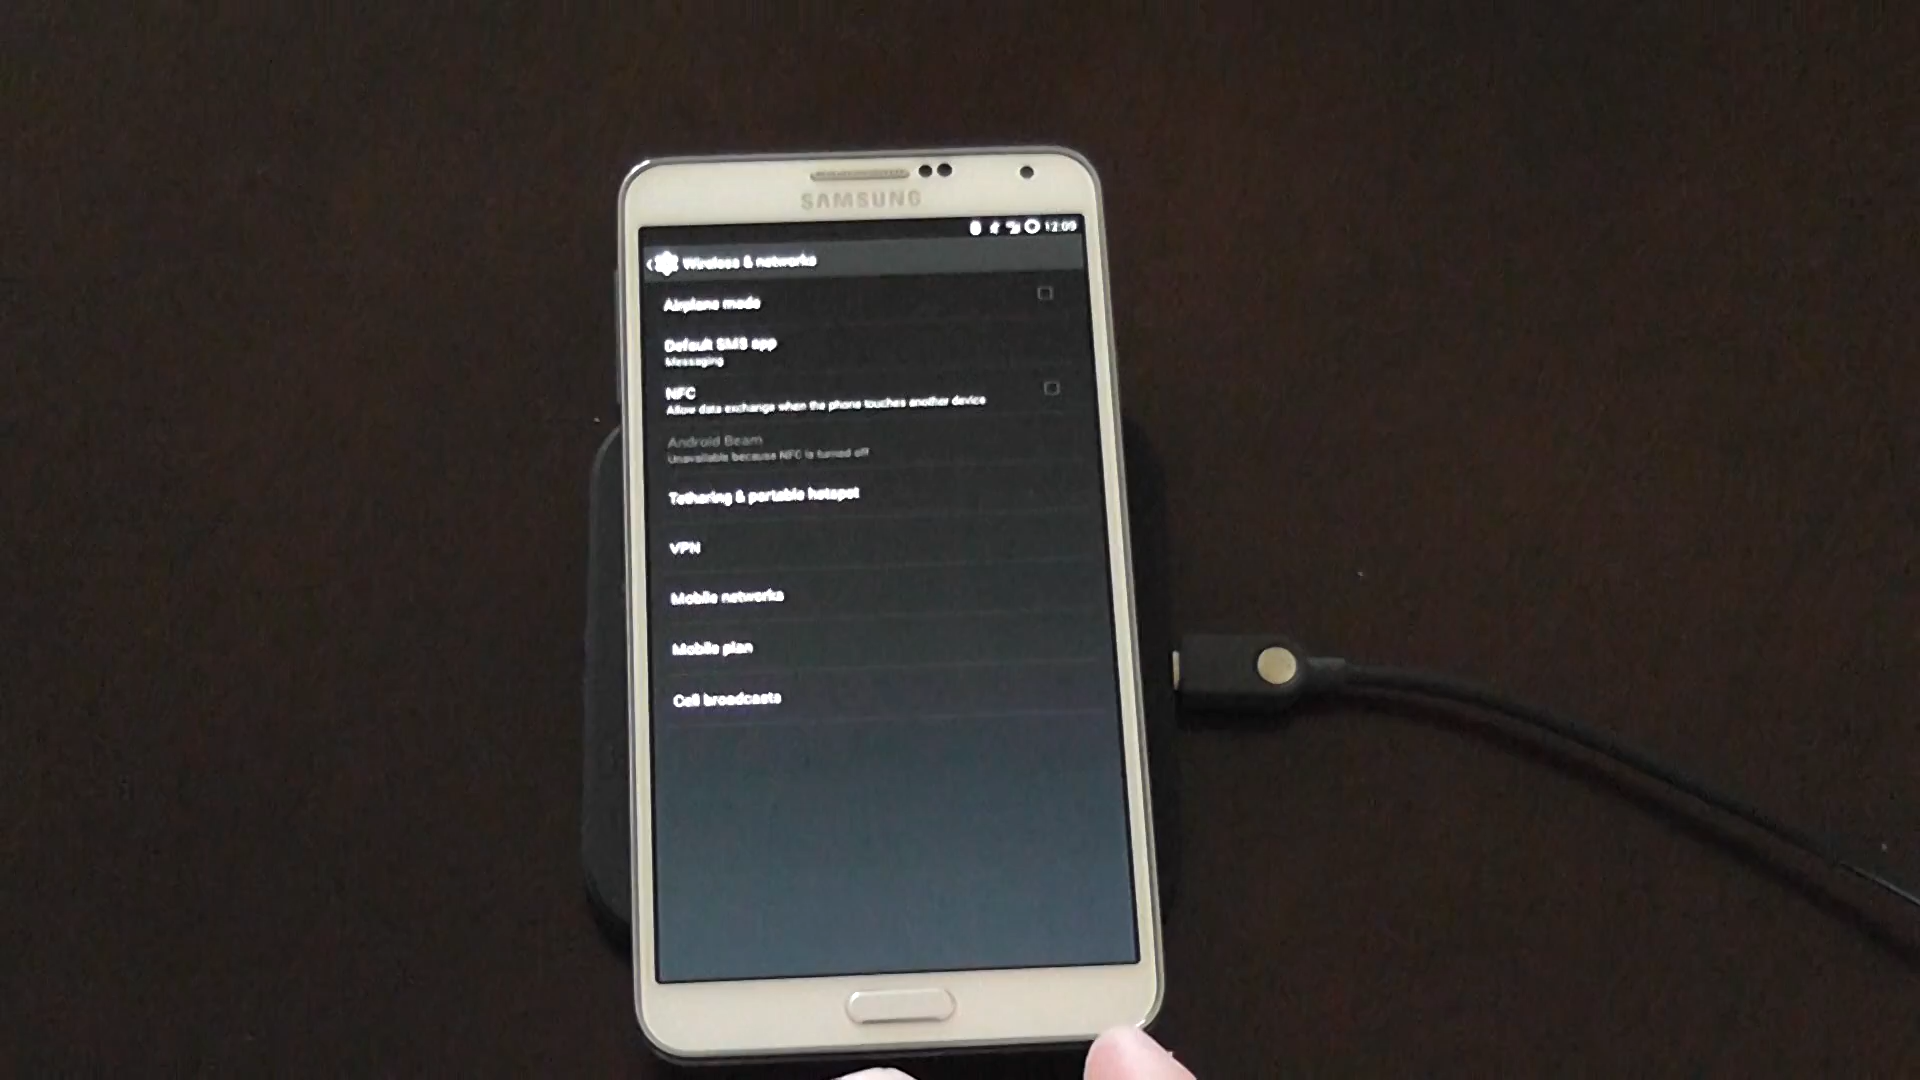 SAMSUNG
12:09
Wireless & networks
Airplane mode
Default SMS app
Messaging
NFC
Allow data exchange when the phone touches another device
Android Beam
Unavailable because NFC is turned off
Tethering & portable hotspot
VPN
Mobile networks
Mobile plan
Cell broadcasts